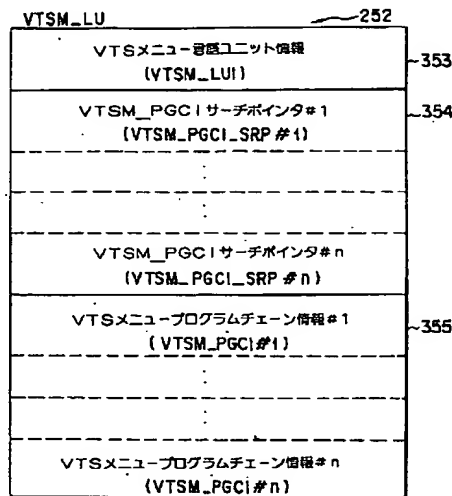 VTSM_LU 252
VTSメニュー言語ユニット情報
(VTSM_LUI)
353
VTSM_PGCIサーチポインタ#1
(VTSM_PGCI_SRP #1)
354
VTSM_PGCIサーチポインタ#n
(VTSM_PGCI_SRP #n)
VTSメニュープログラムチェーン情報#1
(VTSM_PGCI#1)
355
VTSメニュープログラムチェーン情報#n
(VTSM_PGCI#n)